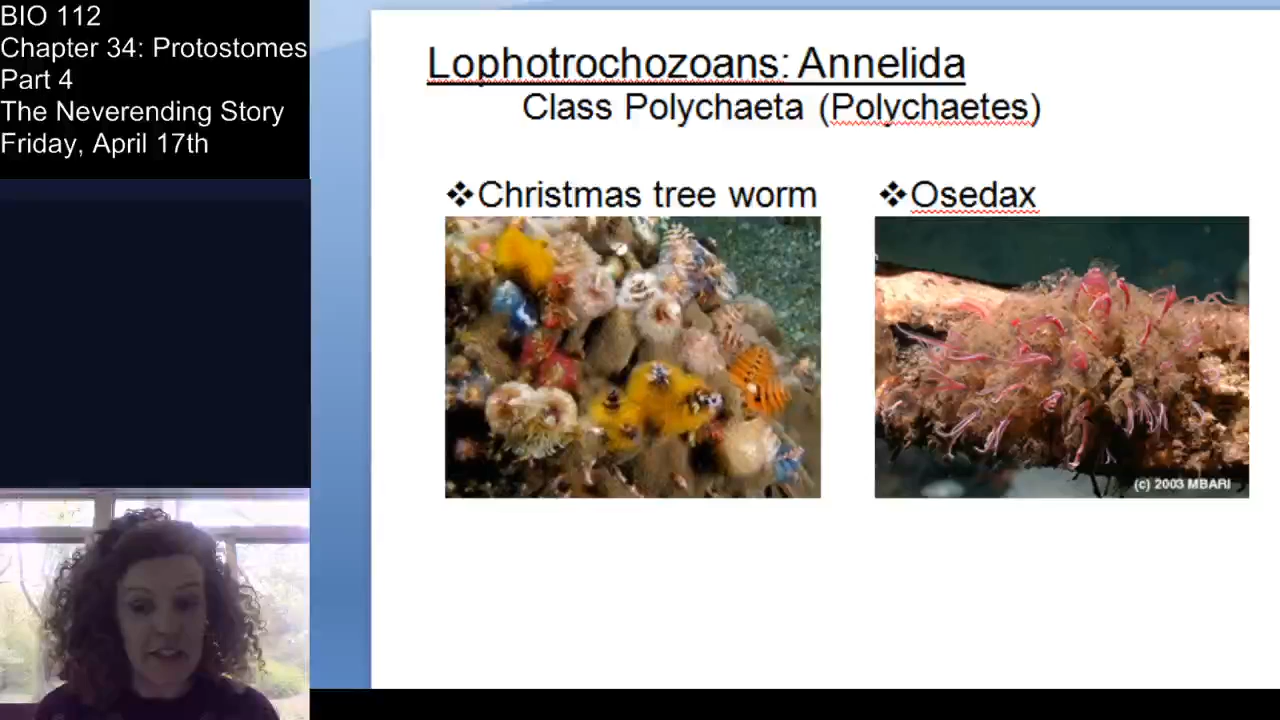 BIO 112
Chapter 34: Protostomes
Part 4
The Neverending Story
Friday, April 17th
Lophotrochozoans: Annelida
Class Polychaeta (Polychaetes)
❖Christmas tree worm
❖Osedax
(c) 2003 MBARI